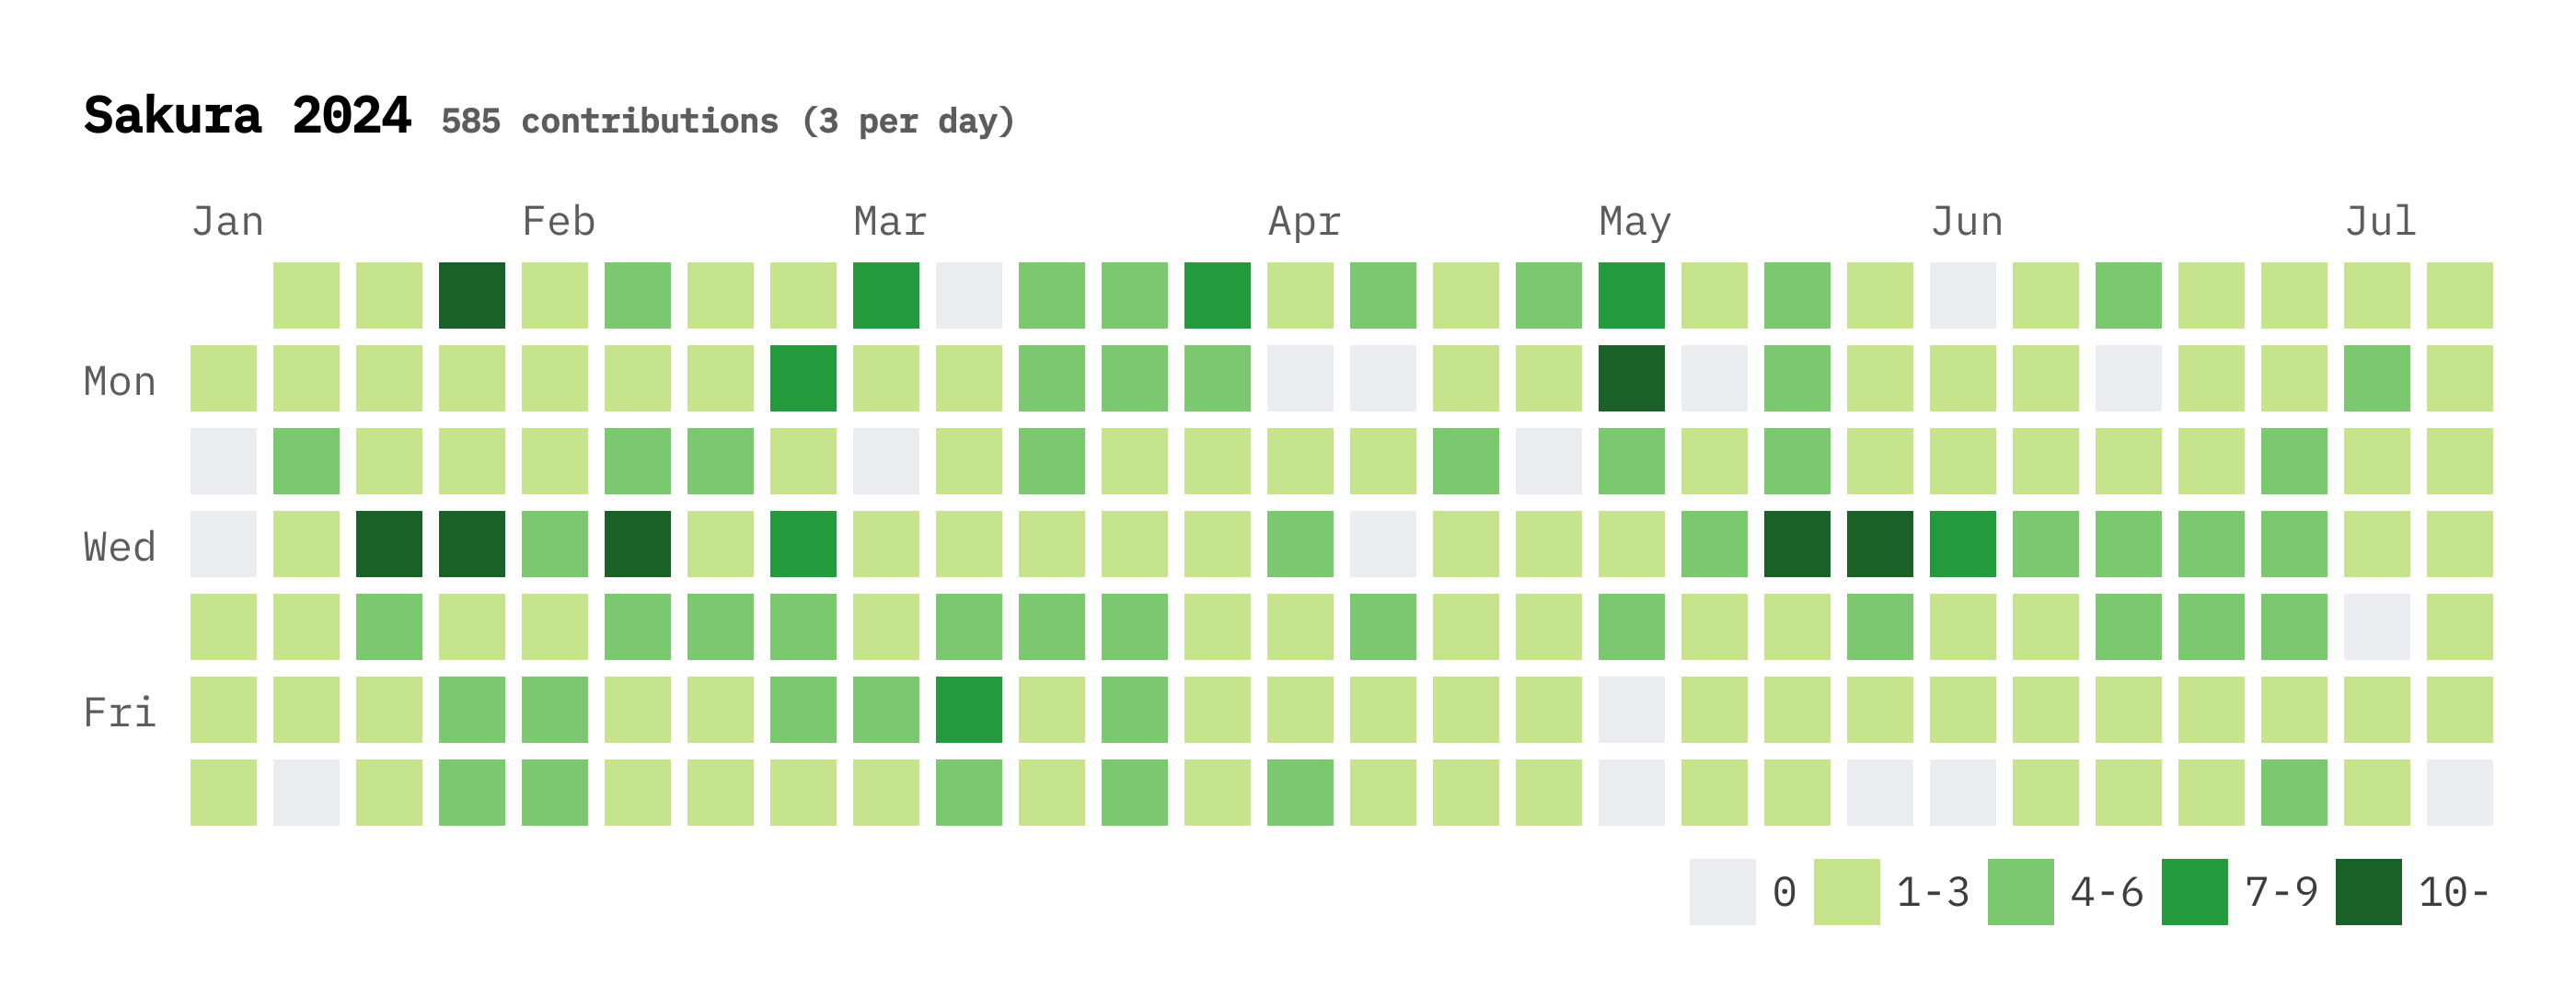 Sakura 2024 585 contributions (3 per day)
Jan Feb Mar Apr May Jun Jul
Mon
Wed
Fri
0 1-3 4-6 7-9 10-